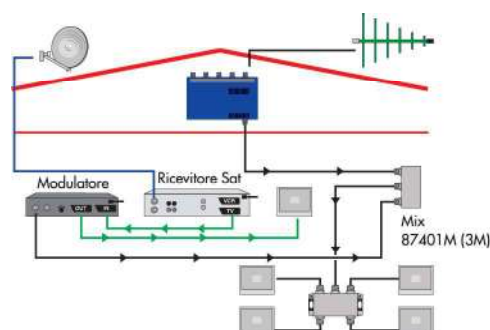 Modulatore
Ricevitore Sat
OUT
IN
VCR
TV
Mix
87401M (3M)